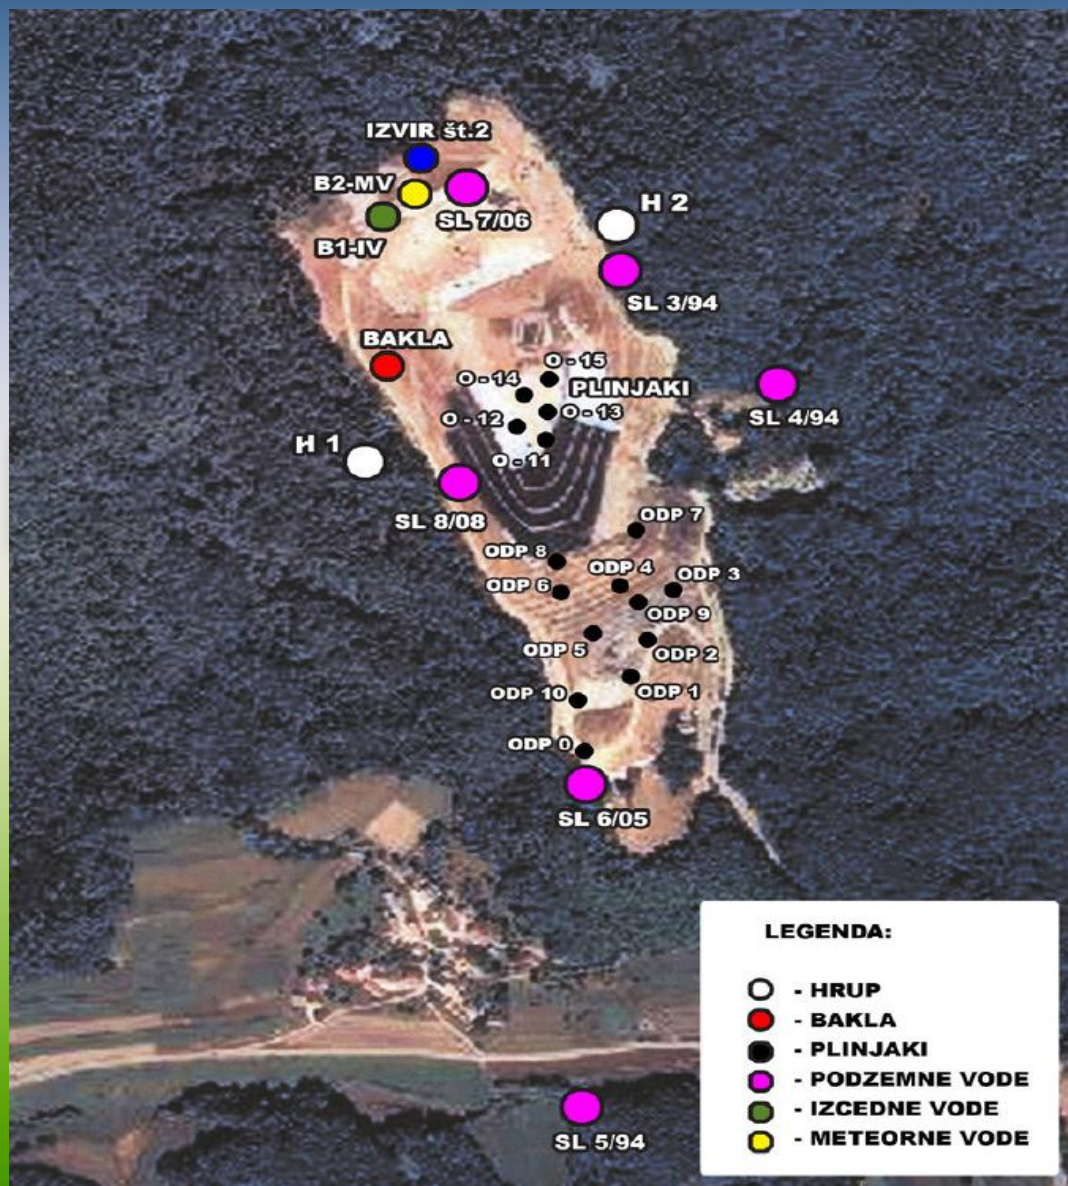 IZVIR št.2
B2-MV
SL 7/06
H 2
B1-IV
SL 3/94
BAKLA
O - 15
O - 14
PLINJAKI
O - 13
O - 12
SL 4/94
H 1
O - 11
SL 8/08
ODP 7
ODP 8
ODP 4
ODP 3
ODP 6
ODP 9
ODP 5
ODP 2
ODP 10
ODP 1
ODP 0
SL 6/05
LEGENDA:
- HRUP
- BAKLA
- PLINJAKI
- PODZEMNE VODE
- IZCEDNE VODE
- METEORNE VODE
SL 5/94